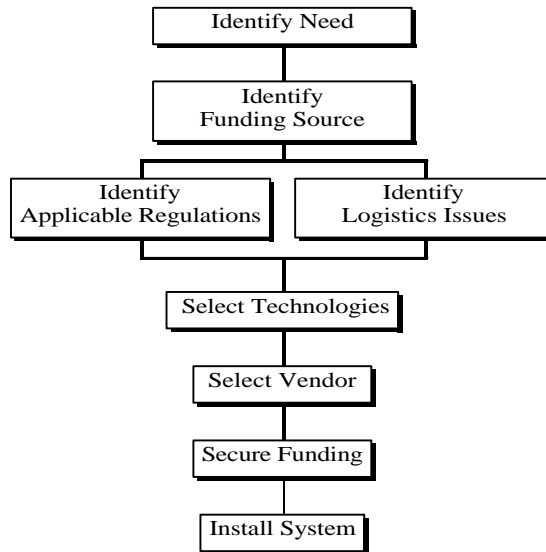 Identify Need
Identify
Funding Source
Identify
Applicable Regulations
Identify
Logistics Issues
Select Technologies
Select Vendor
Secure Funding
Install System